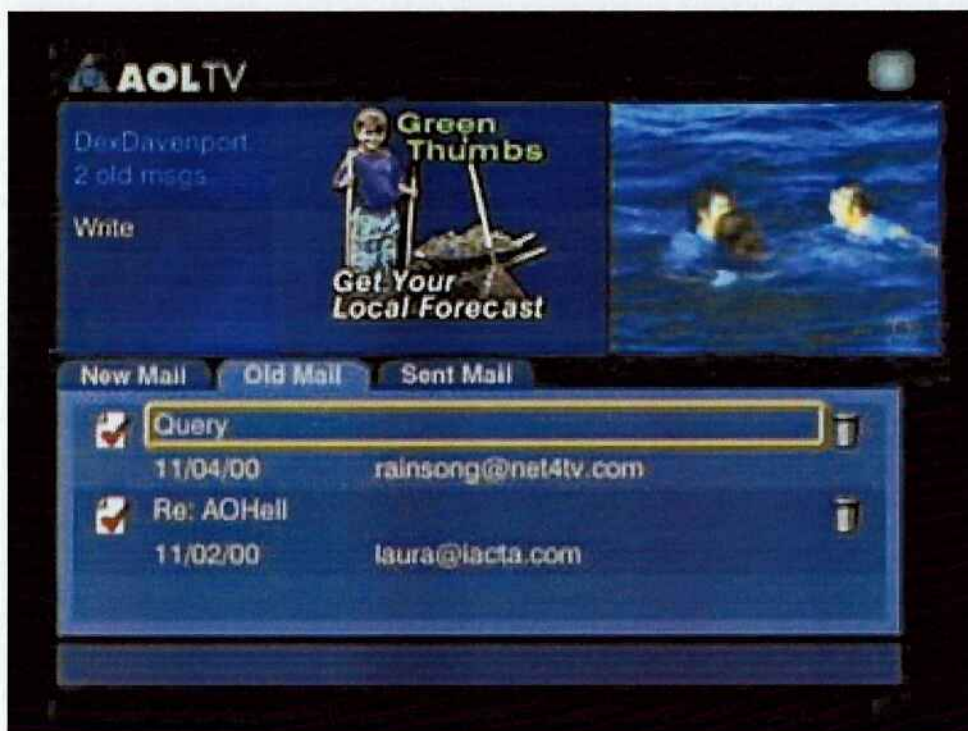 AOLTV
DexDavenport
2 old msgs
Write
Green
Thumbs
Get Your
Local Forecast
New Mail
Old Mail
Sent Mail
Query
11/04/00 rainsong@net4tv.com
Re: AOHell
11/02/00 laura@iacta.com